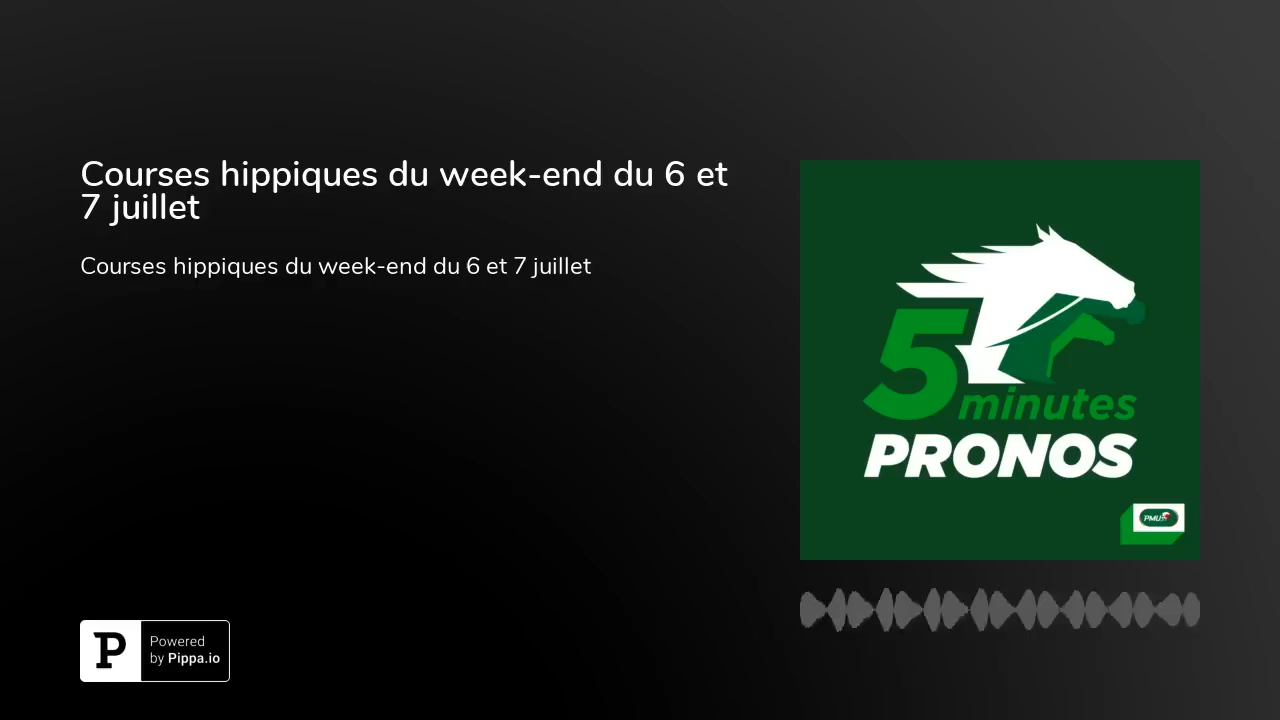 Courses hippiques du week-end du 6 et
7 juillet
Courses hippiques du week-end du 6 et 7 juillet
5
minutes
PRONOS
PMU
P
Powered
by Pippa.io